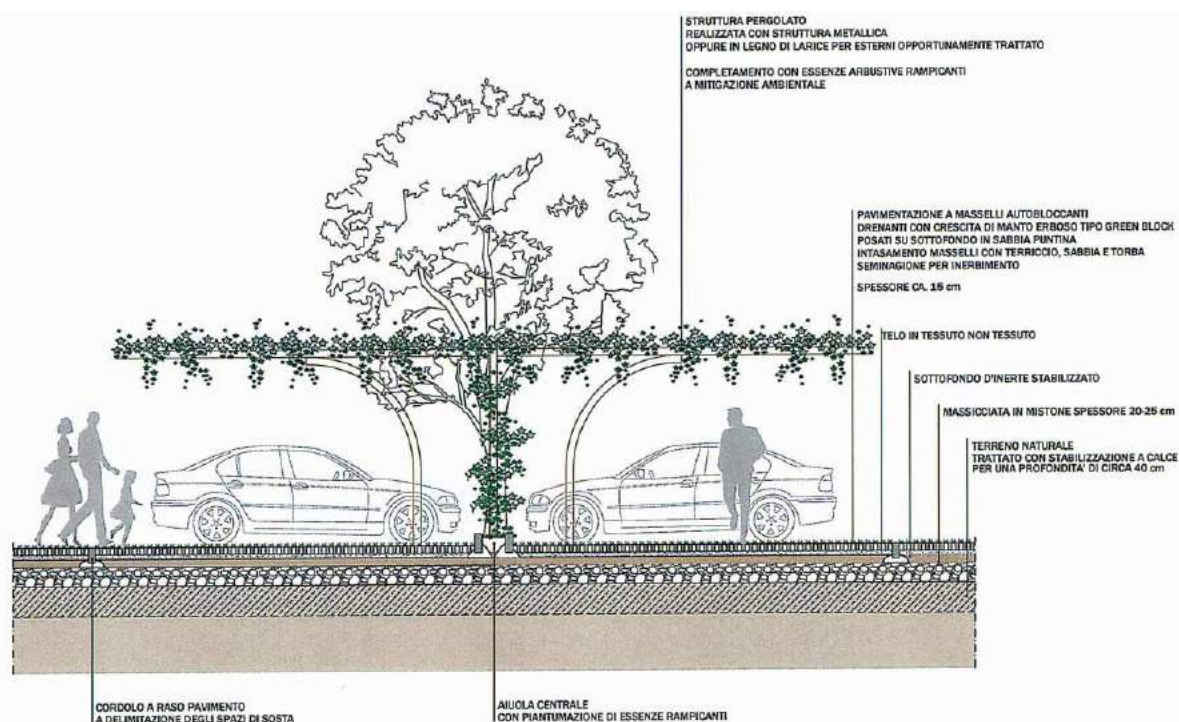 STRUTTURA PERGOLATO
REALIZZATA CON STRUTTURA METALLICA
OPPURE IN LEGNO DI LARICE PER ESTERNI OPPORTUNAMENTE TRATTATO
COMPLETAMENTO CON ESSENZE ARBUSTIVE RAMPICANTI
A MITIGAZIONE AMBIENTALE
PAVIMENTAZIONE A MASSELLI AUTOBLOCCANTI
DRENANTI CON CRESCITA DI MANTO ERBOSO TIPO GREEN BLOCK
POSATI SU SOTTOFONDO IN SABBIA PUNTINA
INTASAMENTO MASSELLI CON TERRICCIO, SABBIA E TORBA
SEMINAGIONE PER INERBIMENTO
SPESSORE CA. 15 cm
TELO IN TESSUTO NON TESSUTO
SOTTOFONDO D'INERTE STABILIZZATO
MASSICCIATA IN MISTONE SPESSORE 20-25 cm
TERRENO NATURALE
TRATTATO CON STABILIZZAZIONE A CALCE
PER UNA PROFONDITA' DI CIRCA 40 cm
CORDOLO A RASO PAVIMENTO
A DELIMITAZIONE DEGLI SPAZI DI SOSTA
AIUOLA CENTRALE
CON PIANTUMAZIONE DI ESSENZE RAMPICANTI